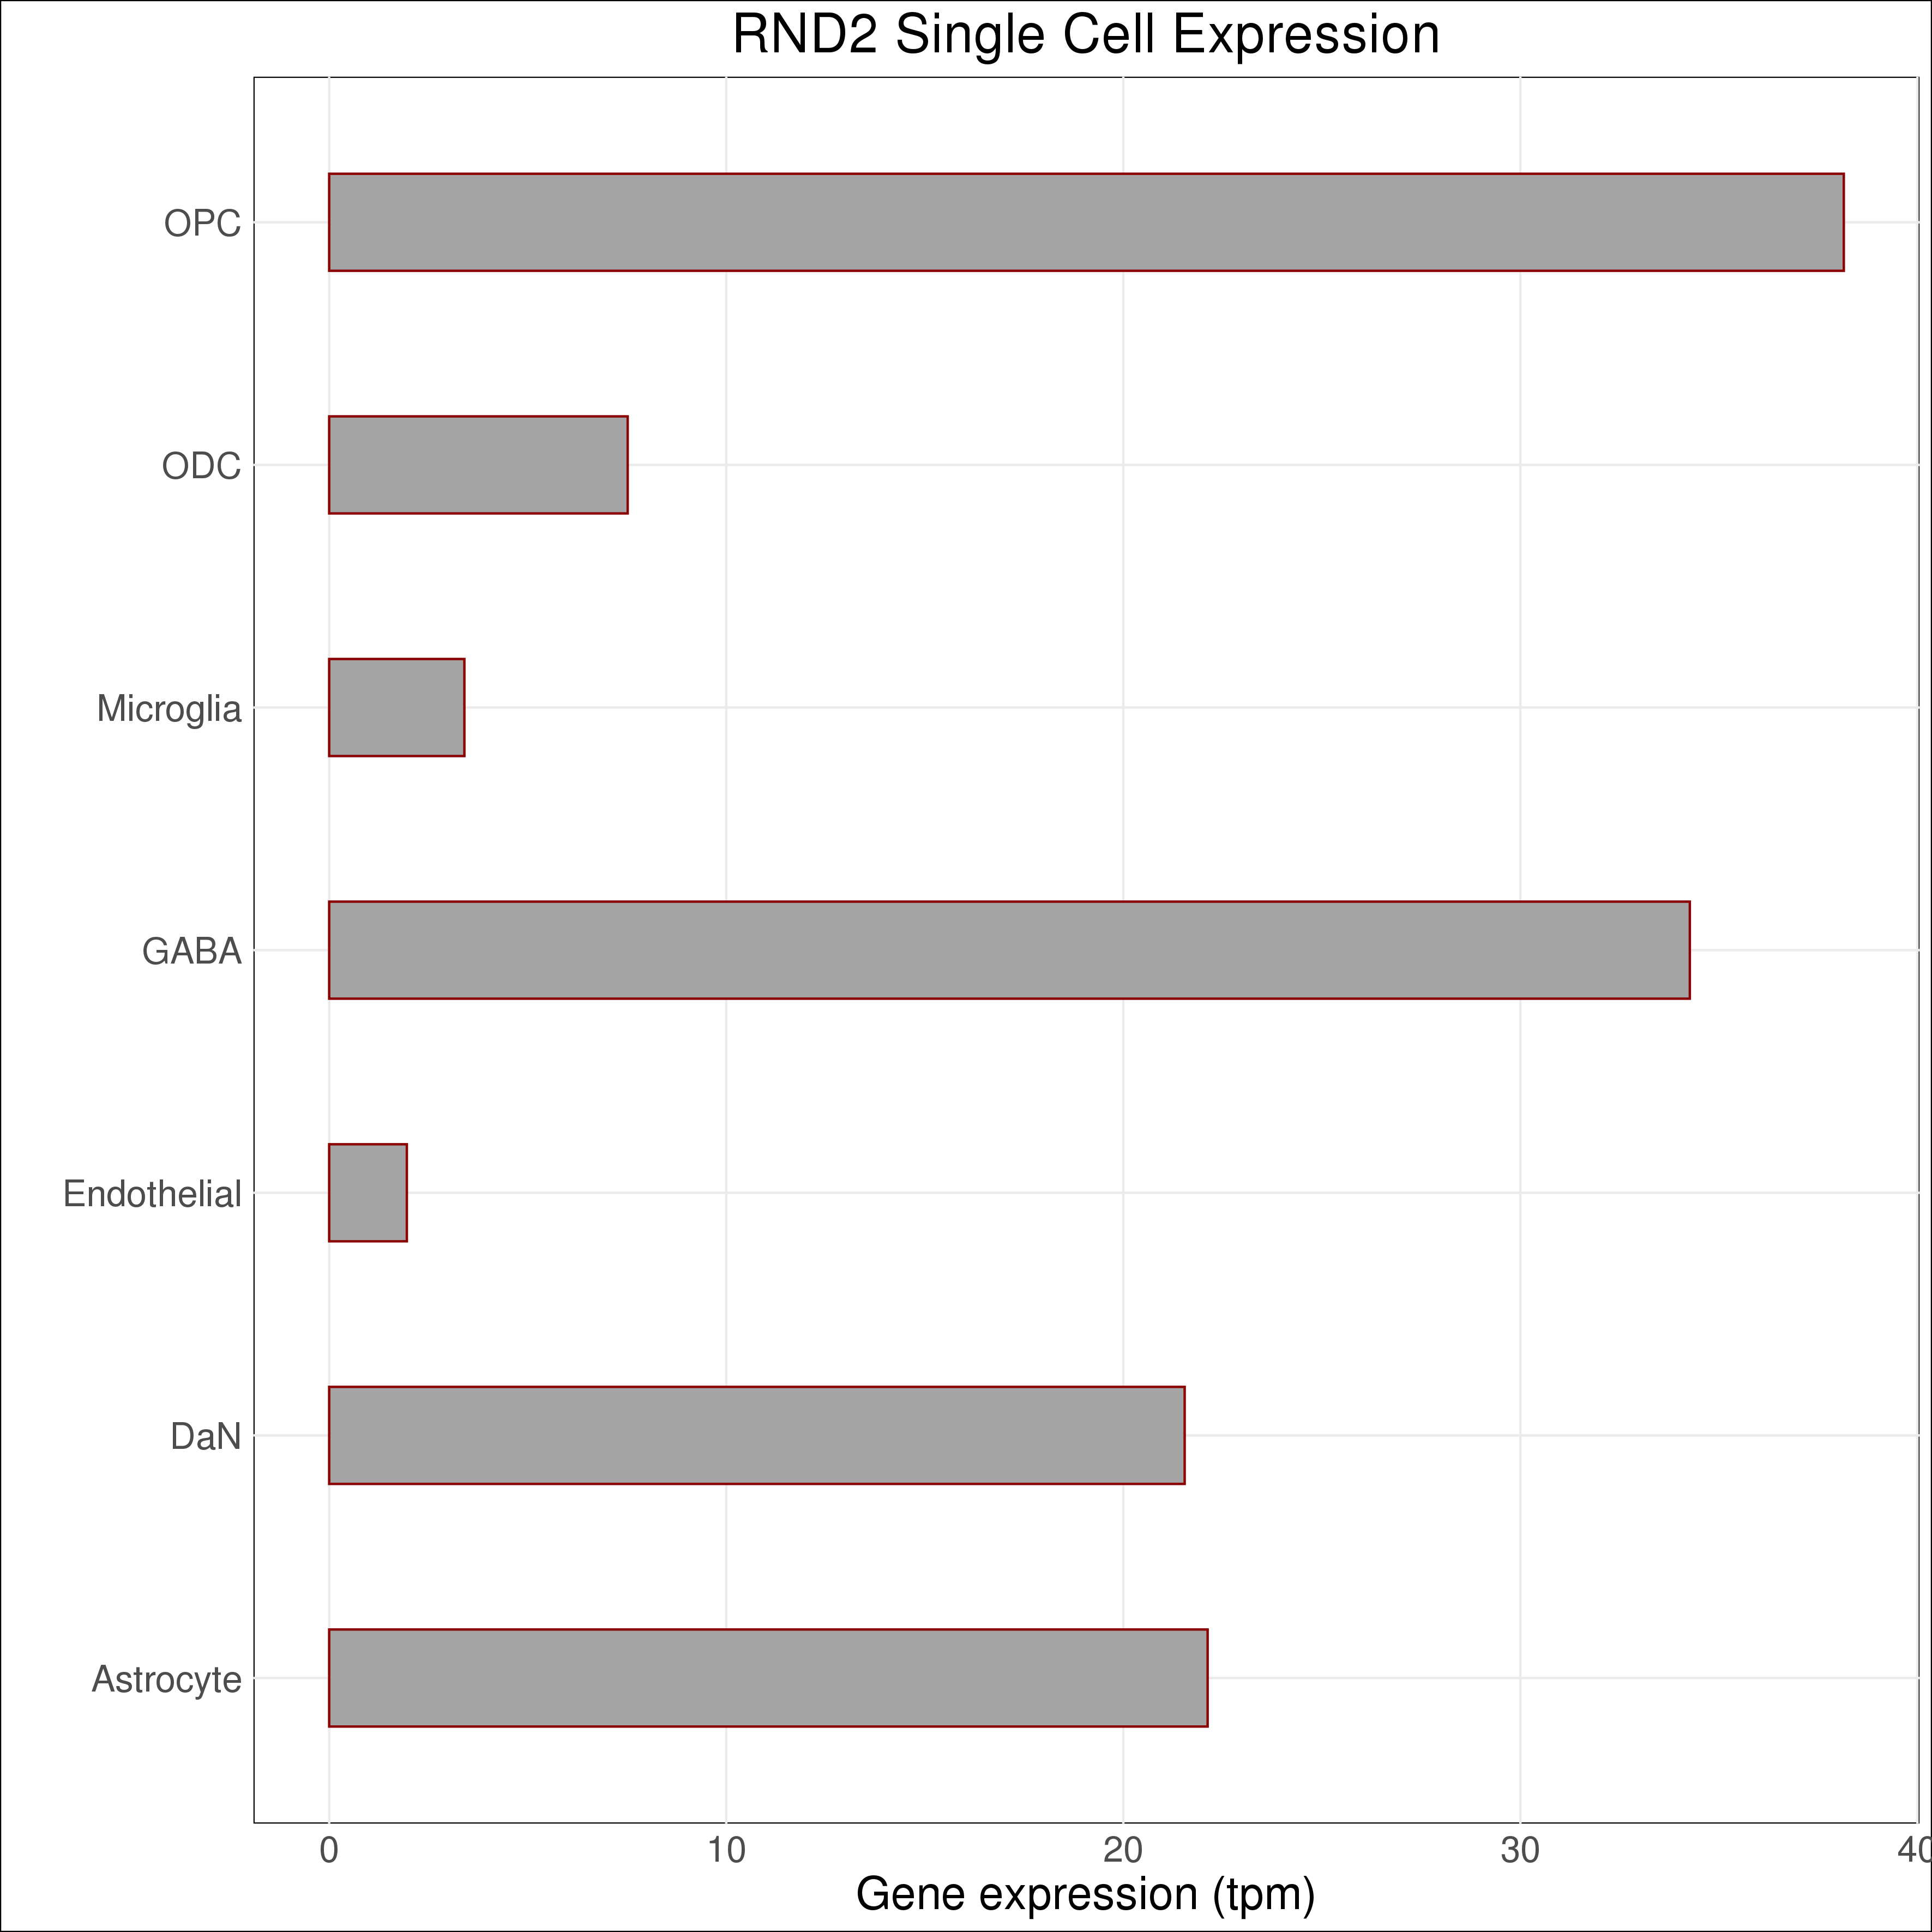 RND2 Single Cell Expression
OPC
ODC
Microglia
GABA
Endothelial
DaN
Astrocyte
0 10 20 30 40
Gene expression (tpm)